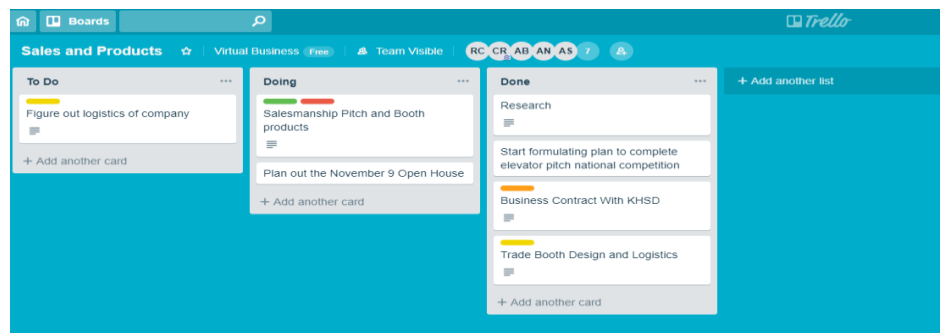 Boards
Trello
Sales and Products
Virtual Business Free
Team Visible
RC CR AB AN AS 7
To Do ...
Figure out logistics of company
+ Add another card
Doing ...
Salesmanship Pitch and Booth
products
Plan out the November 9 Open House
+ Add another card
Done ...
Research
Start formulating plan to complete
elevator pitch national competition
Business Contract With KHSD
Trade Booth Design and Logistics
+ Add another card
+ Add another list